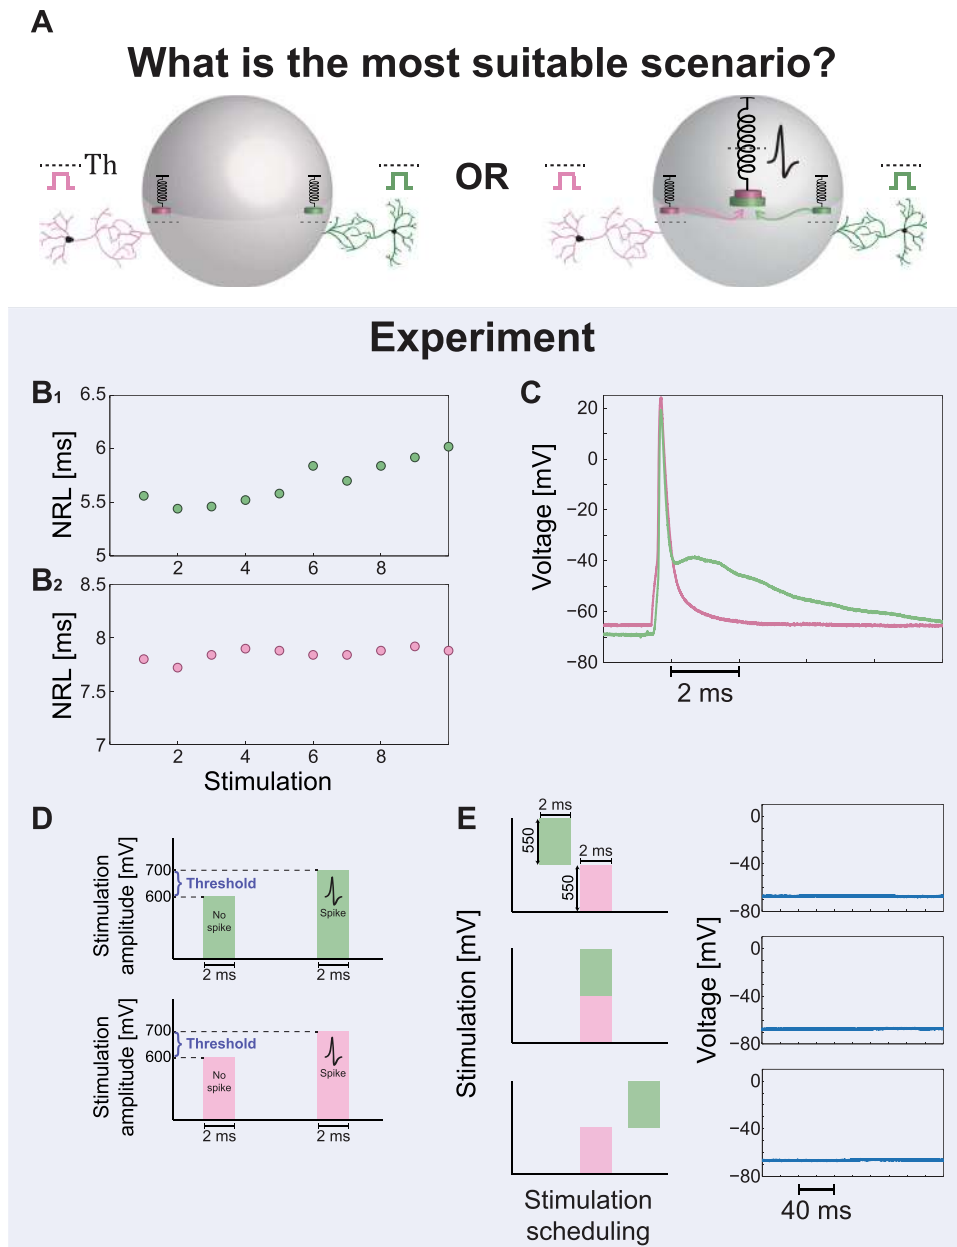 A
What is the most suitable scenario?
Th
OR
Experiment
B1
NRL [ms]
6.5
6
5.5
5
2
4
6
8
B2
NRL [ms]
8.5
8
7.5
7
2
4
6
8
Stimulation
C
Voltage [mV]
20
0
−20
−40
−60
−80
2 ms
D
Stimulation
amplitude [mV]
700
600
Threshold
No
spike
Spike
2 ms
2 ms
Stimulation
amplitude [mV]
700
600
Threshold
No
spike
Spike
2 ms
2 ms
E
Stimulation [mV]
2 ms
550
2 ms
550
Stimulation
scheduling
Voltage [mV]
0
−40
−80
0
−40
−80
0
−40
−80
40 ms